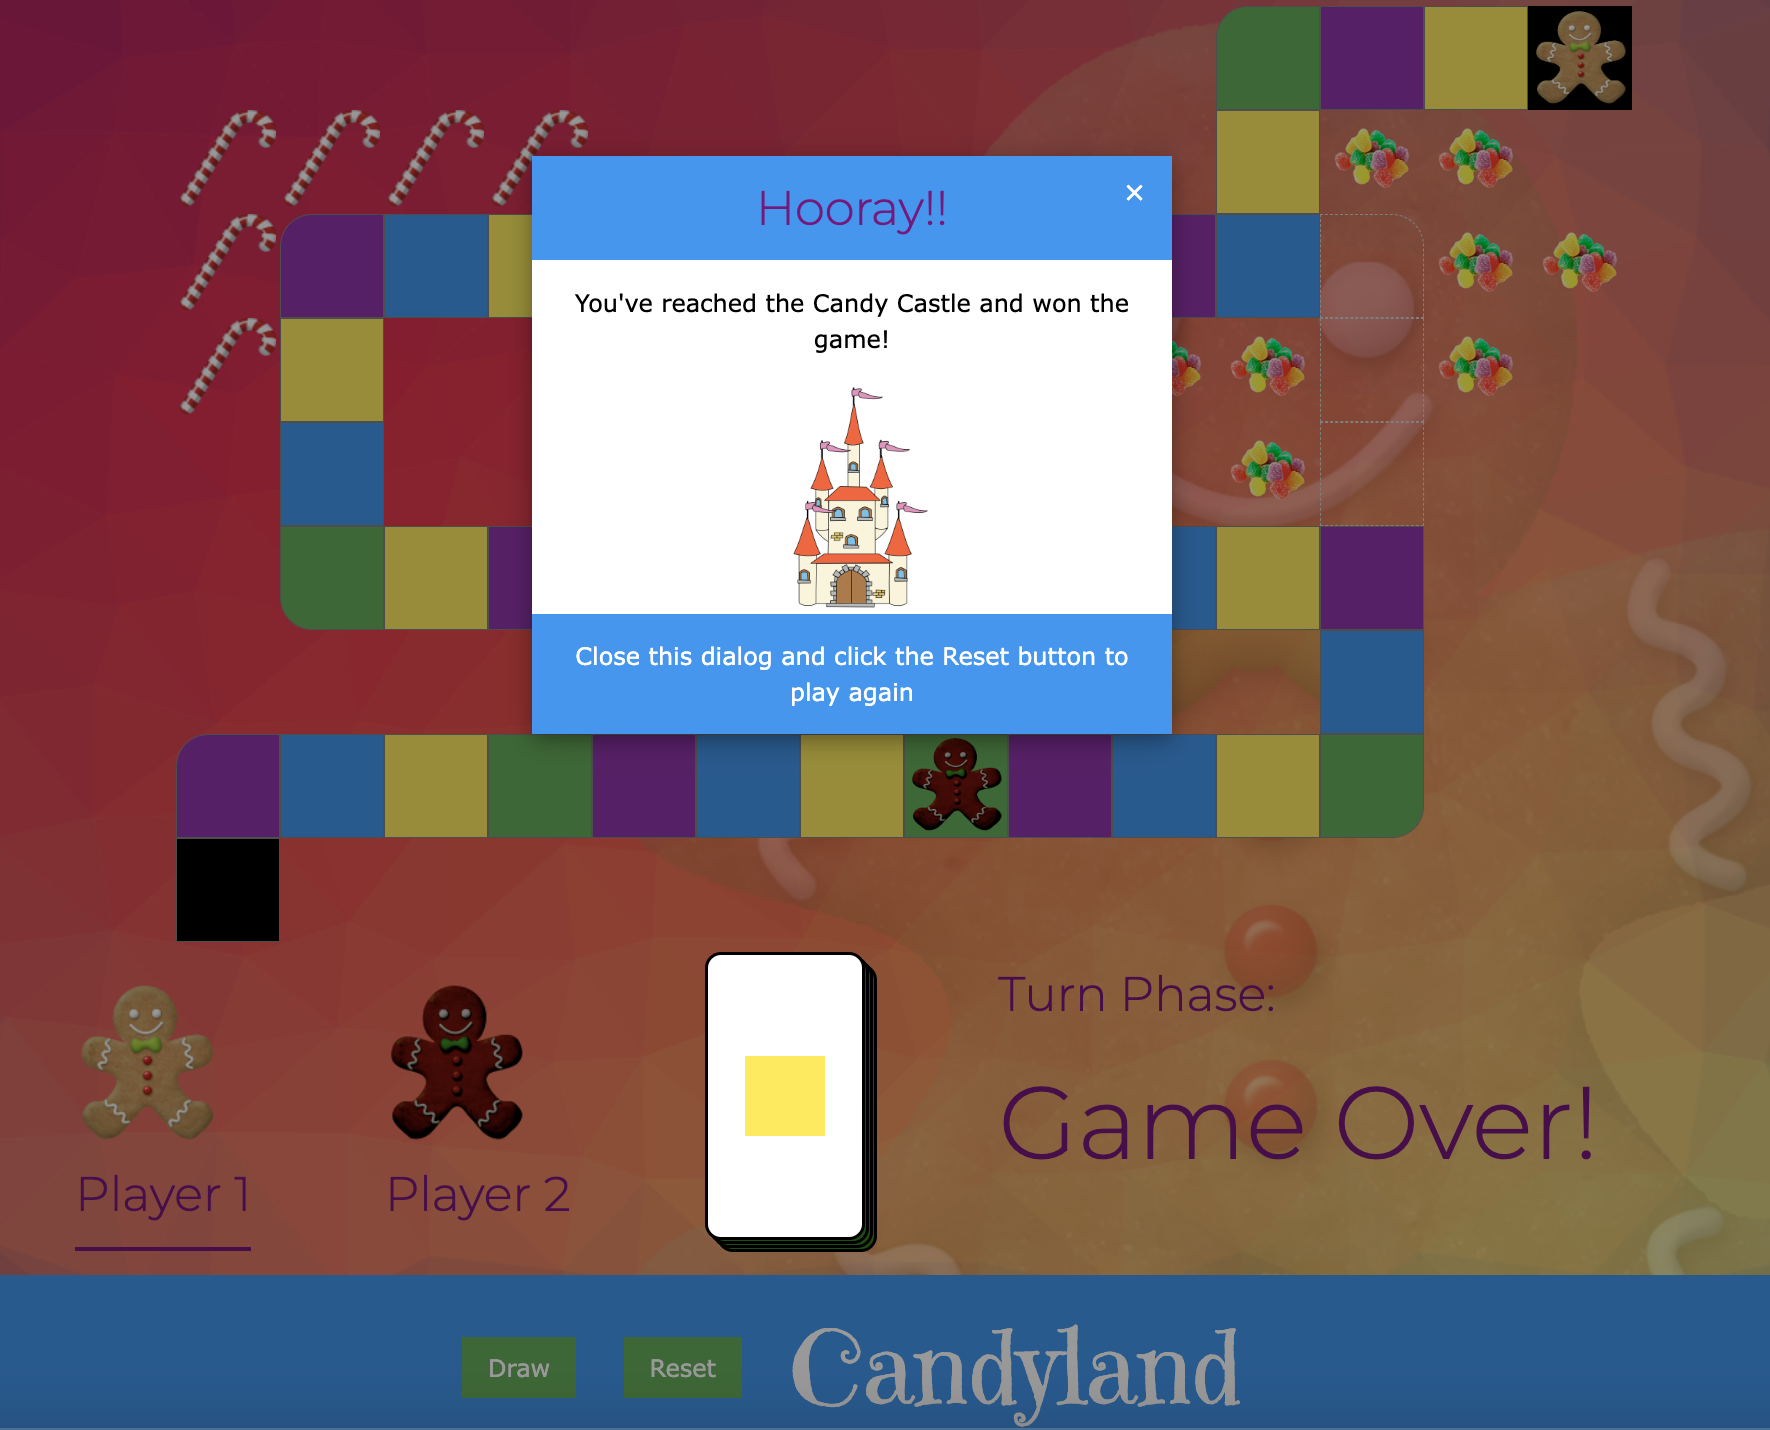 Hooray!!
×
You've reached the Candy Castle and won the
game!
Close this dialog and click the Reset button to
play again
Turn Phase:
Game Over!
Player 1
Player 2
Draw
Reset
Candyland